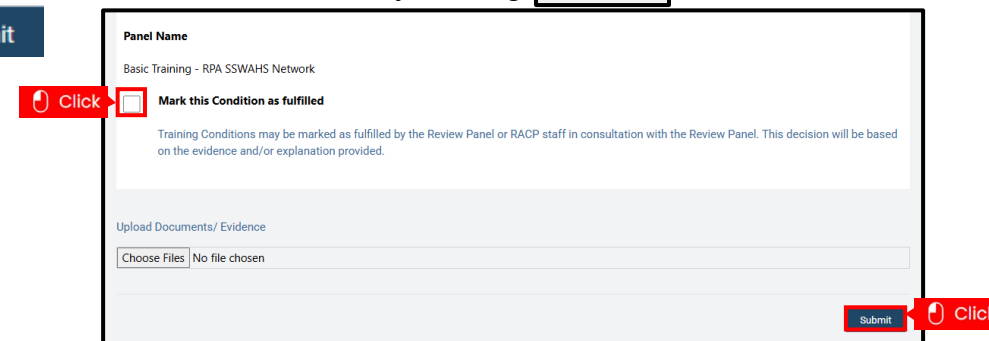 it
Panel Name
Basic Training - RPA SSWAHS Network
Click
Mark this Condition as fulfilled
Training Conditions may be marked as fulfilled by the Review Panel or RACP staff in consultation with the Review Panel. This decision will be based
on the evidence and/or explanation provided.
Upload Documents/ Evidence
Choose Files No file chosen
Submit
Clic